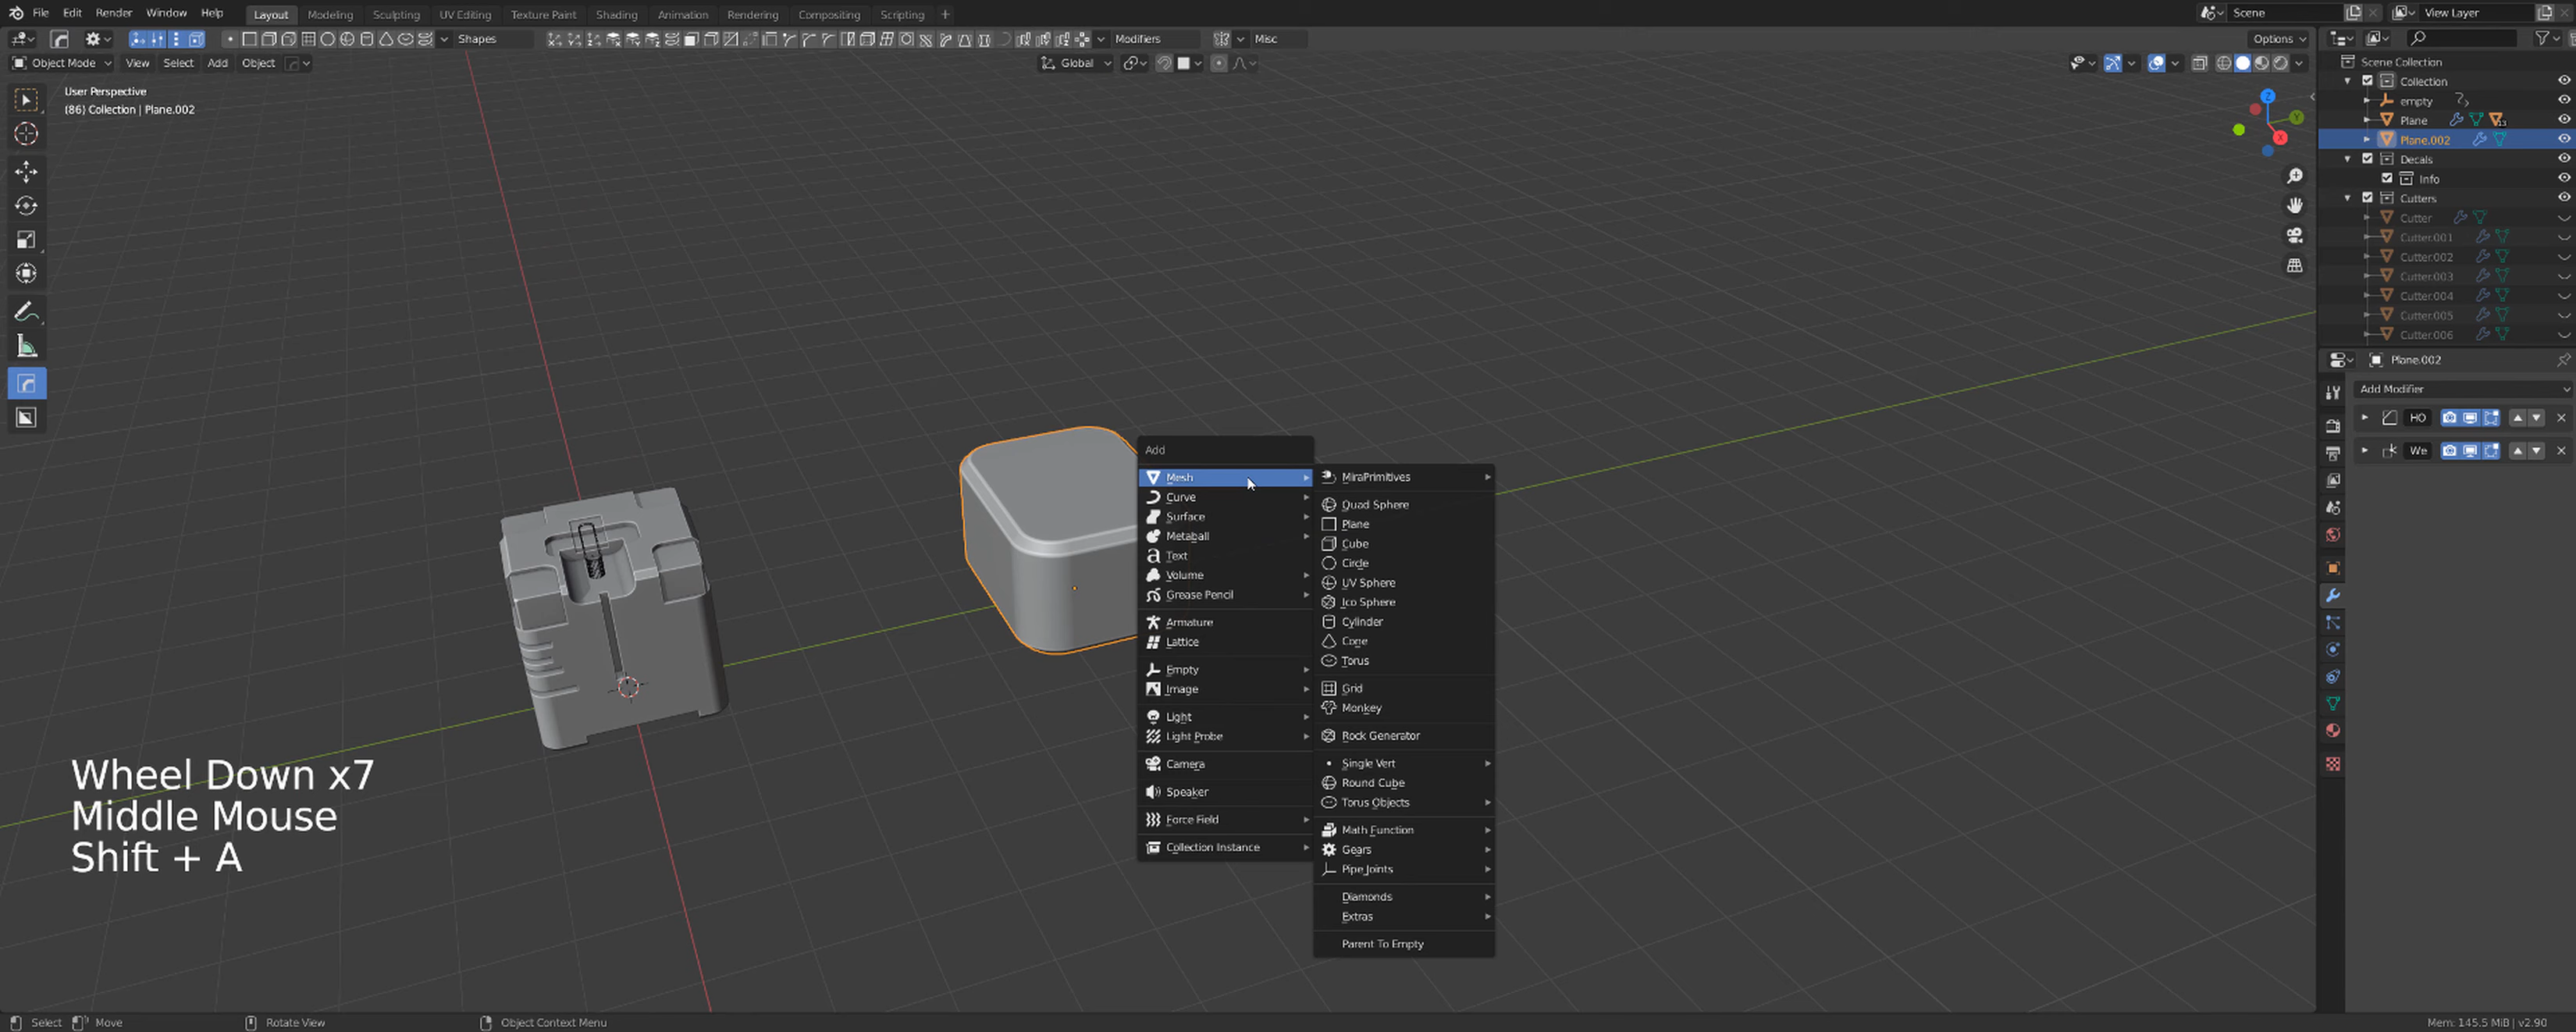 File Edit Render Window Help Layout Modeling Sculpting UV Editing Texture Paint Shading Animation Rendering Compositing Scripting + Scene View Layer
Shapes Modifiers Misc Options
Object Mode View Select Add Object Global
User Perspective
(86) Collection | Plane.002
Scene Collection
Collection
empty
Plane
13
Plane.002
Decals
Info
Cutters
Cutter
Cutter.001
Cutter.002
Cutter.003
Cutter.004
Cutter.005
Cutter.006
Plane.002
Add Modifier
HO
We
Z
Y
X
Add
Mesh
Curve
Surface
Metaball
Text
Volume
Grease Pencil
Armature
Lattice
Empty
Image
Light
Light Probe
Camera
Speaker
Force Field
Collection Instance
MiraPrimitives
Quad Sphere
Plane
Cube
Circle
UV Sphere
Ico Sphere
Cylinder
Cone
Torus
Grid
Monkey
Rock Generator
Single Vert
Round Cube
Torus Objects
Math Function
Gears
Pipe Joints
Diamonds
Extras
Parent To Empty
Wheel Down x7
Middle Mouse
Shift + A
Select Move Rotate View Object Context Menu Mem: 145.5 MiB | v2.90